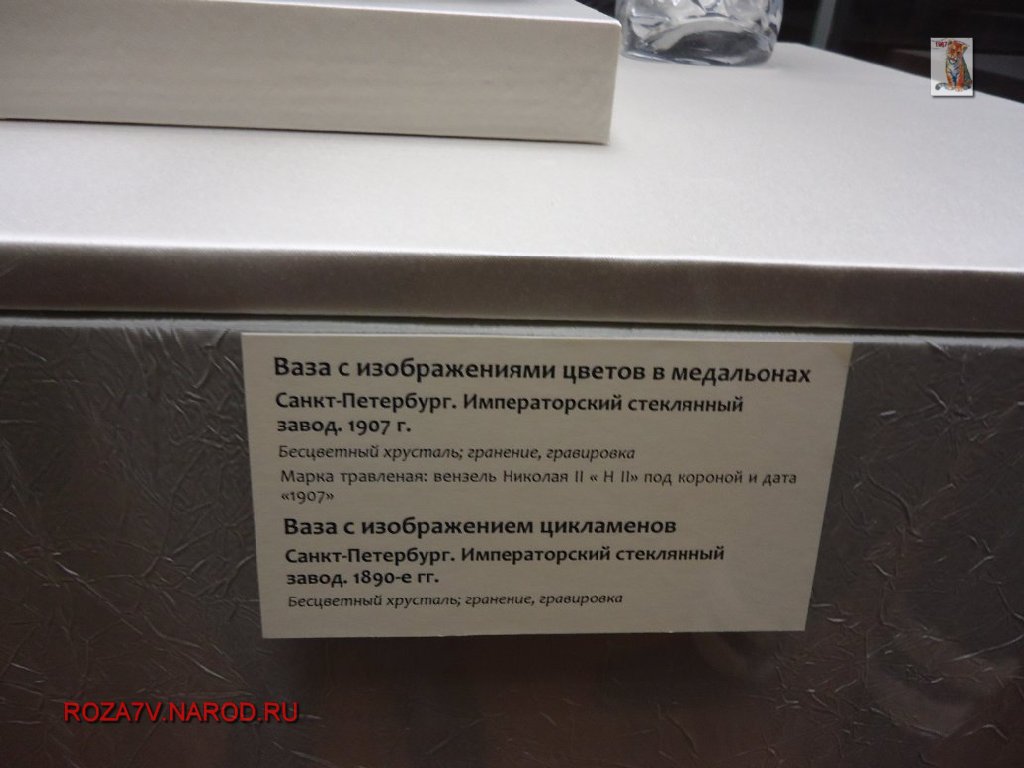 Ваза с изображениями цветов в медальонах
Санкт-Петербург. Императорский стеклянный
завод. 1907 г.
Бесцветный хрусталь; гранение, гравировка
Марка травленая: вензель Николая II « Н II» под короной и дата
«1907»
Ваза с изображением цикламенов
Санкт-Петербург. Императорский стеклянный
завод. 1890-е гг.
Бесцветный хрусталь; гранение, гравировка
ROZA7V.NAROD.RU